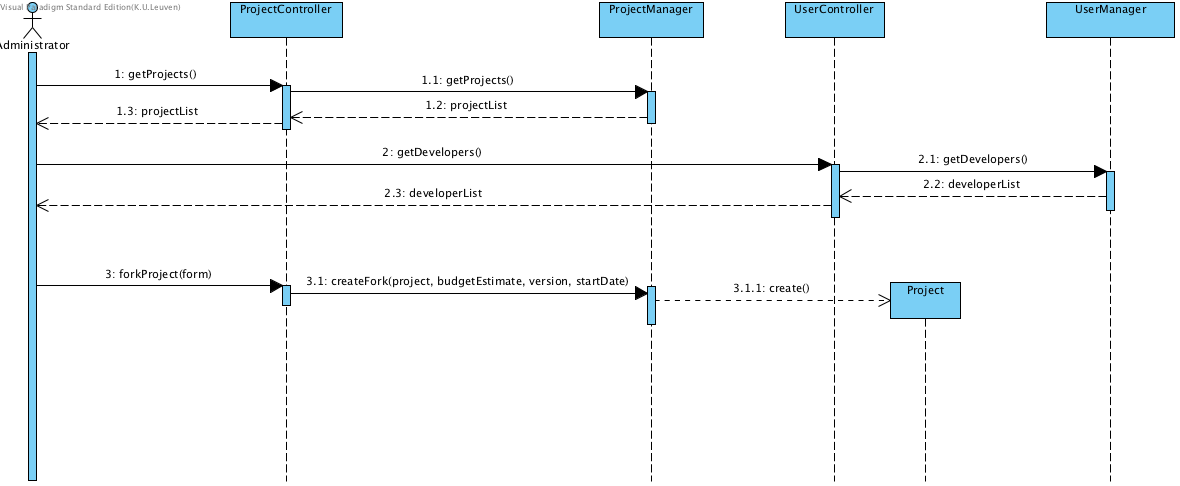 Visual Paradigm Standard Edition(K.U.Leuven)
ProjectController
ProjectManager
UserController
UserManager
Administrator
1: getProjects()
1.1: getProjects()
1.2: projectList
1.3: projectList
2: getDevelopers()
2.1: getDevelopers()
2.2: developerList
2.3: developerList
3: forkProject(form)
3.1: createFork(project, budgetEstimate, version, startDate)
3.1.1: create()
Project